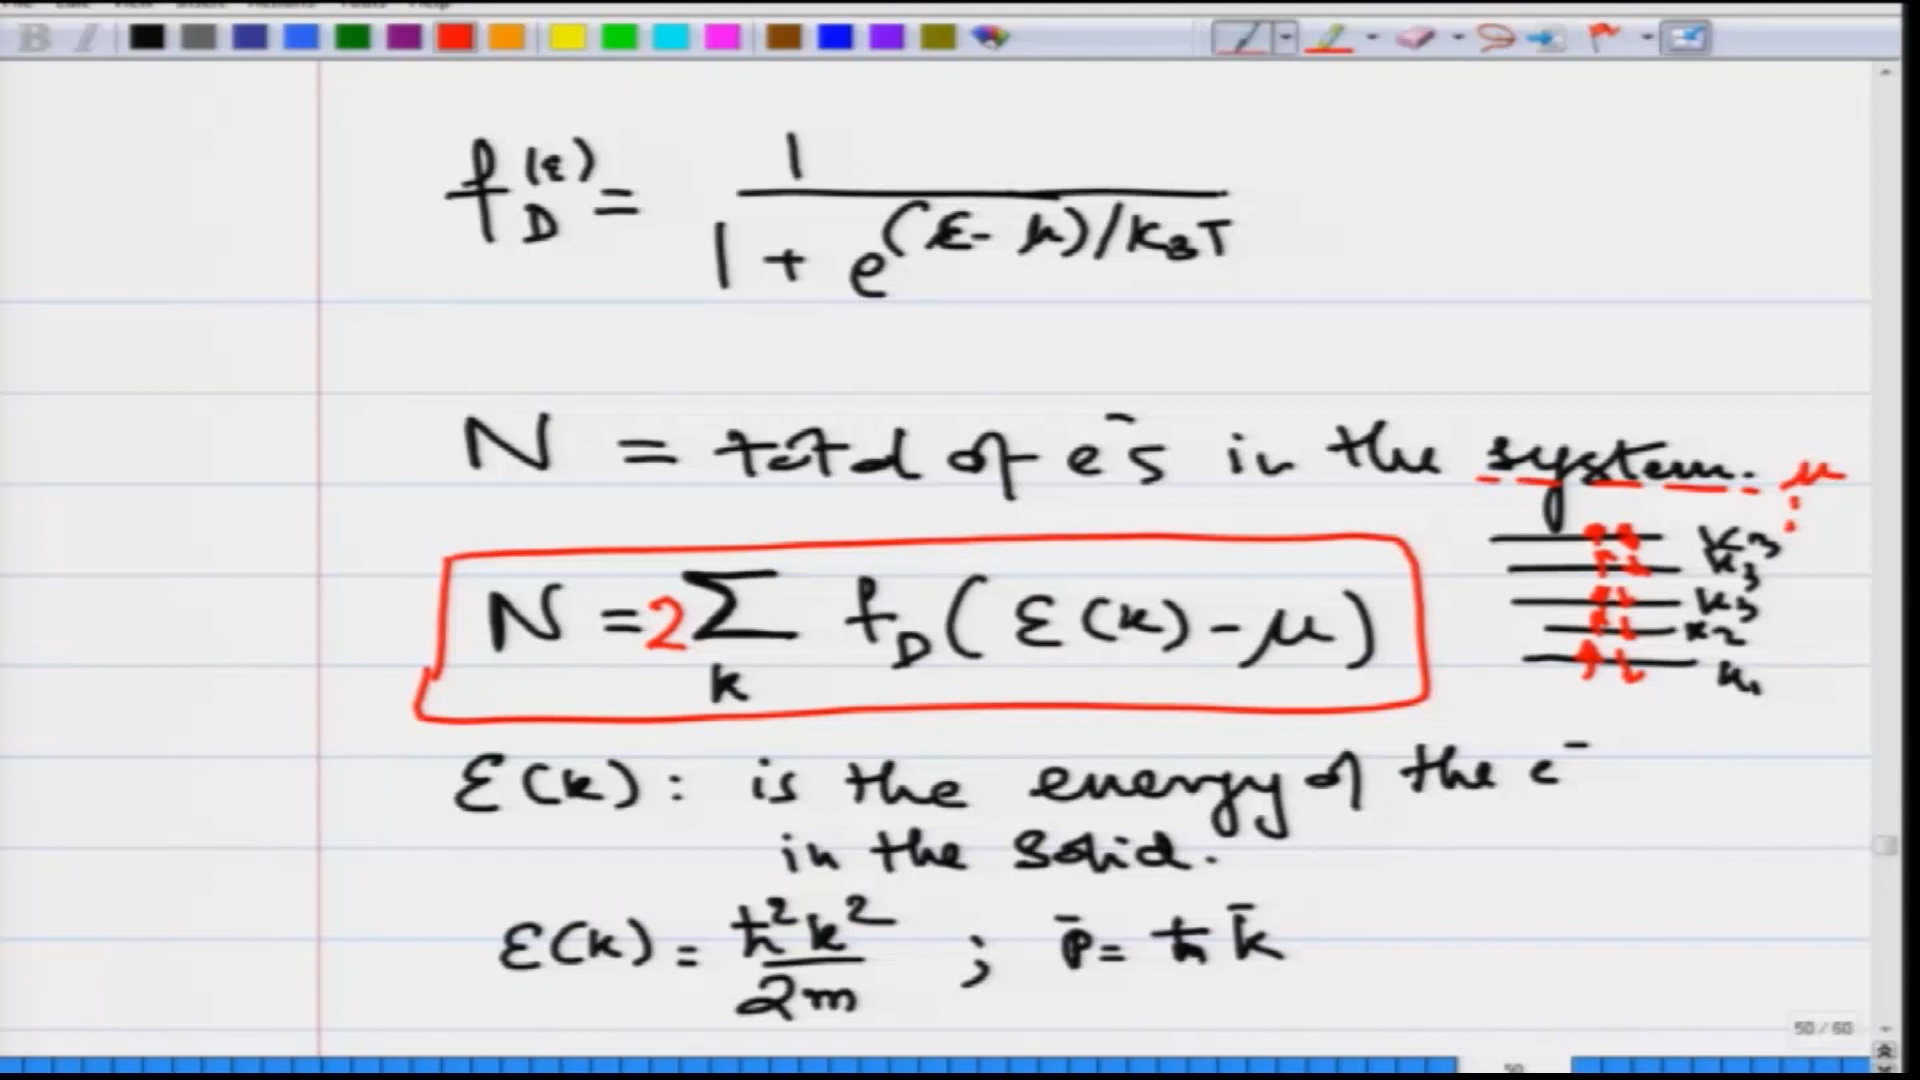 B I
f_D(ε) = 1 / (1 + e^((ε - μ)/k_BT))
N = total of e⁻s in the system. μ
N = 2 Σ_k f_D(ε(k) - μ)
k3
k3
k3
k2
k1
ε(k): is the energy of the e⁻
in the solid.
ε(k) = ħ²k² / 2m ; p̄ = ħ k̄
50 / 60
50